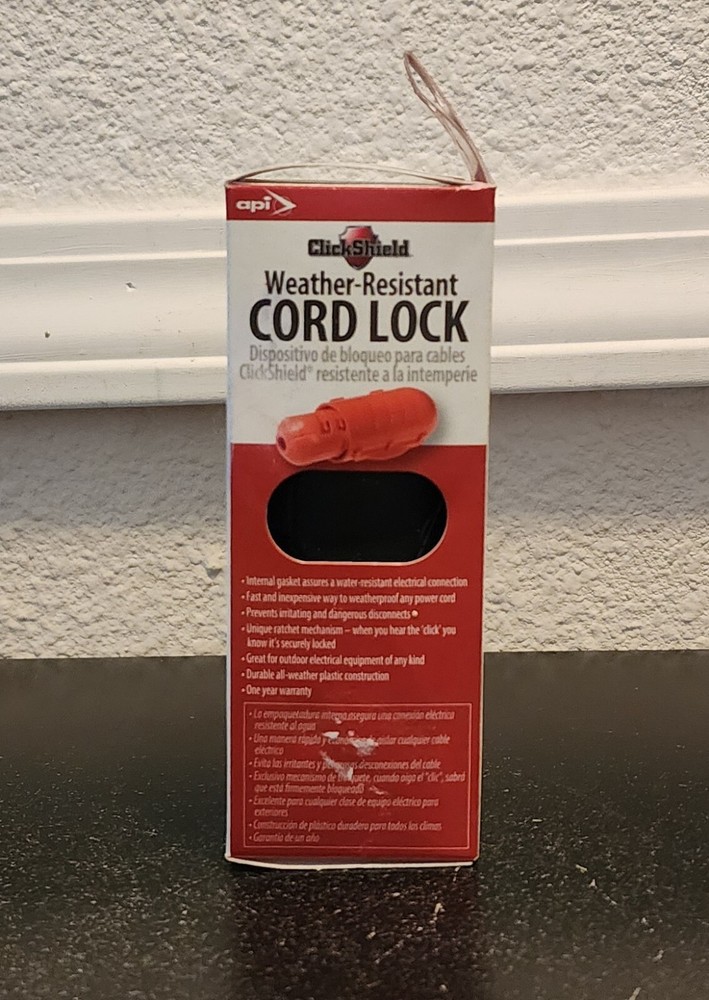 api
ClickShield
Weather-Resistant
CORD LOCK
Dispositivo de bloqueo para cables
ClickShield® resistente a la intemperie
• Internal gasket assures a water-resistant electrical connection
• Fast and inexpensive way to weatherproof any power cord
• Prevents irritating and dangerous disconnects
• Unique ratchet mechanism – when you hear the 'click' you
know it's securely locked
• Great for outdoor electrical equipment of any kind
• Durable all-weather plastic construction
• One year warranty
• La empaquetadura interna asegura una conexión eléctrica
resistente al agua
• Una manera rápida y aislar cualquier cable
eléctrico
• Evita las irritantes y desconexiones del cable
• Exclusivo mecanismo de cuando oiga el "clic", sabrá
que está firmemente bloqueado
• Excelente para cualquier clase de equipo eléctrico para
exteriores
• Construcción de plástico duradero para todos los climas
• Garantía de un año